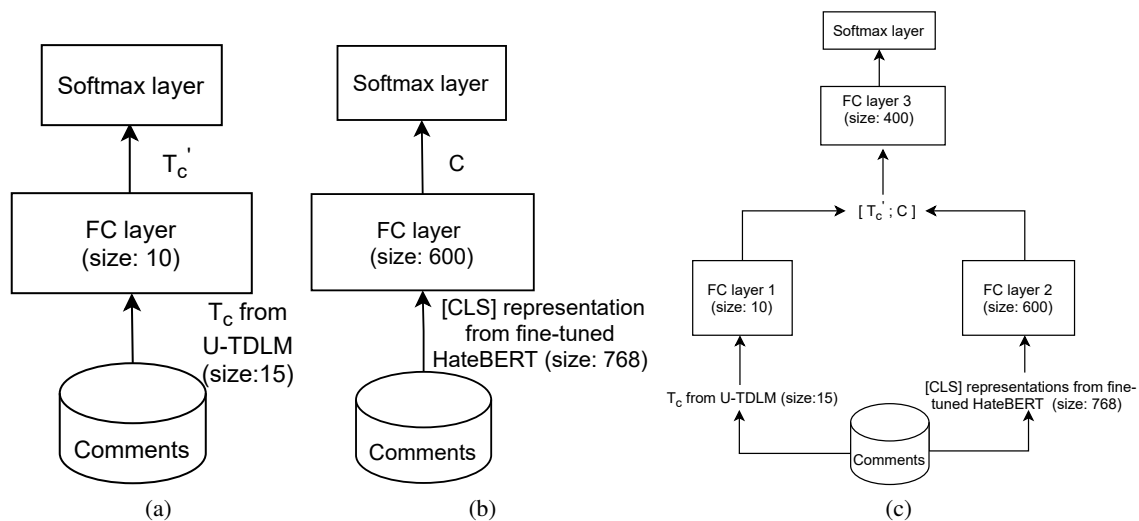 Softmax layer
T_c'
FC layer
(size: 10)
T_c from
U-TDLM
(size:15)
Comments
(a)
Softmax layer
C
FC layer
(size: 600)
[CLS] representation
from fine-tuned
HateBERT (size: 768)
Comments
(b)
Softmax layer
FC layer 3
(size: 400)
[ T_c' ; C ]
FC layer 1
(size: 10)
FC layer 2
(size: 600)
T_c from U-TDLM (size:15)
[CLS] representations from fine-
tuned HateBERT (size: 768)
Comments
(c)